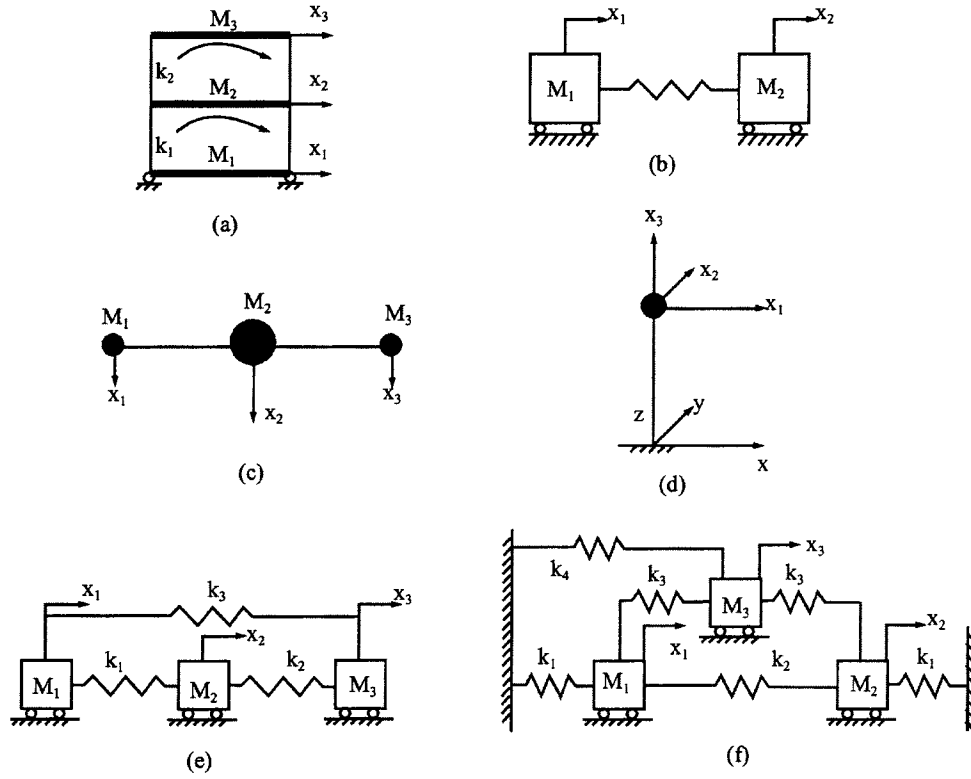 M₃
x₃
k₂
M₂
x₂
k₁
M₁
x₁
(a)
x₁
x₂
M₁
M₂
(b)
M₁
M₂
M₃
x₁
x₂
x₃
(c)
x₃
x₂
x₁
z
y
x
(d)
x₁
k₃
x₃
x₂
k₁
k₂
M₁
M₂
M₃
(e)
x₃
k₄
k₃
k₃
M₃
x₁
x₂
k₁
k₂
k₁
M₁
M₂
(f)